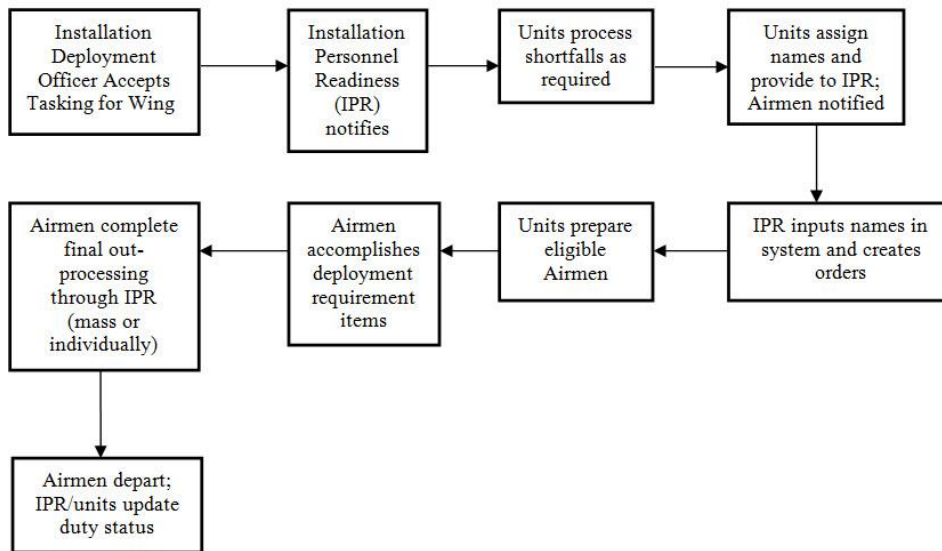 Installation
Deployment
Officer Accepts
Tasking for Wing
Installation
Personnel
Readiness
(IPR)
notifies
Units process
shortfalls as
required
Units assign
names and
provide to IPR;
Airmen notified
IPR inputs names in
system and creates
orders
Units prepare
eligible
Airmen
Airmen
accomplishes
deployment
requirement
items
Airmen complete
final out-
processing
through IPR
(mass or
individually)
Airmen depart;
IPR/units update
duty status